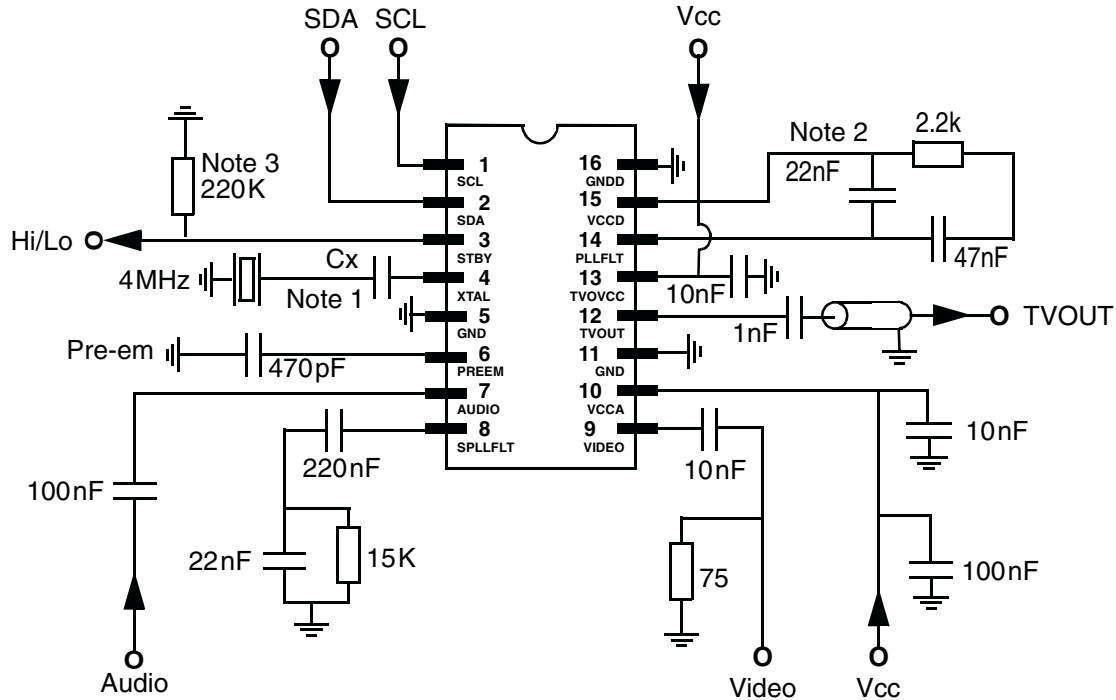 SDA SCL Vcc
Note 3
220K
Hi/Lo
4MHz
Cx
Note 1
Pre-em
470pF
220nF
100nF
22nF
15K
Audio
1
SCL
2
SDA
3
STBY
4
XTAL
5
GND
6
PREEM
7
AUDIO
8
SPLLFLT
16
GNDD
15
VCCD
14
PLLFLT
13
TVOVCC
12
TVOUT
11
GND
10
VCCA
9
VIDEO
Note 2
2.2k
22nF
47nF
10nF
1nF
TVOUT
10nF
10nF
75
100nF
Video
Vcc